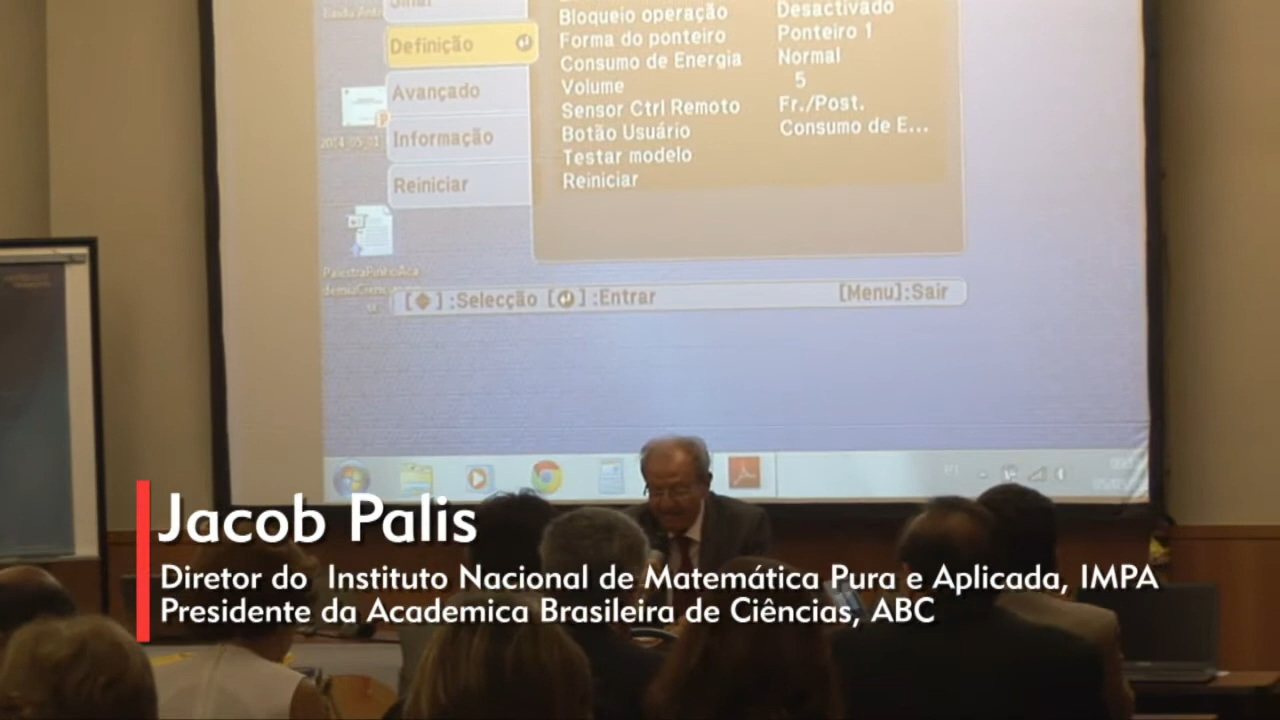 Bloqueio operação Desactivado
Definição
Forma do ponteiro Ponteiro 1
Consumo de Energia Normal
Avançado
Volume 5
Sensor Ctrl Remoto Fr./Post.
Informação
Botão Usuário Consumo de E...
Testar modelo
Reiniciar
Reiniciar
[ ] :Selecção [ ] :Entrar [Menu]:Sair
Jacob Palis
Diretor do Instituto Nacional de Matemática Pura e Aplicada, IMPA
Presidente da Academica Brasileira de Ciências, ABC